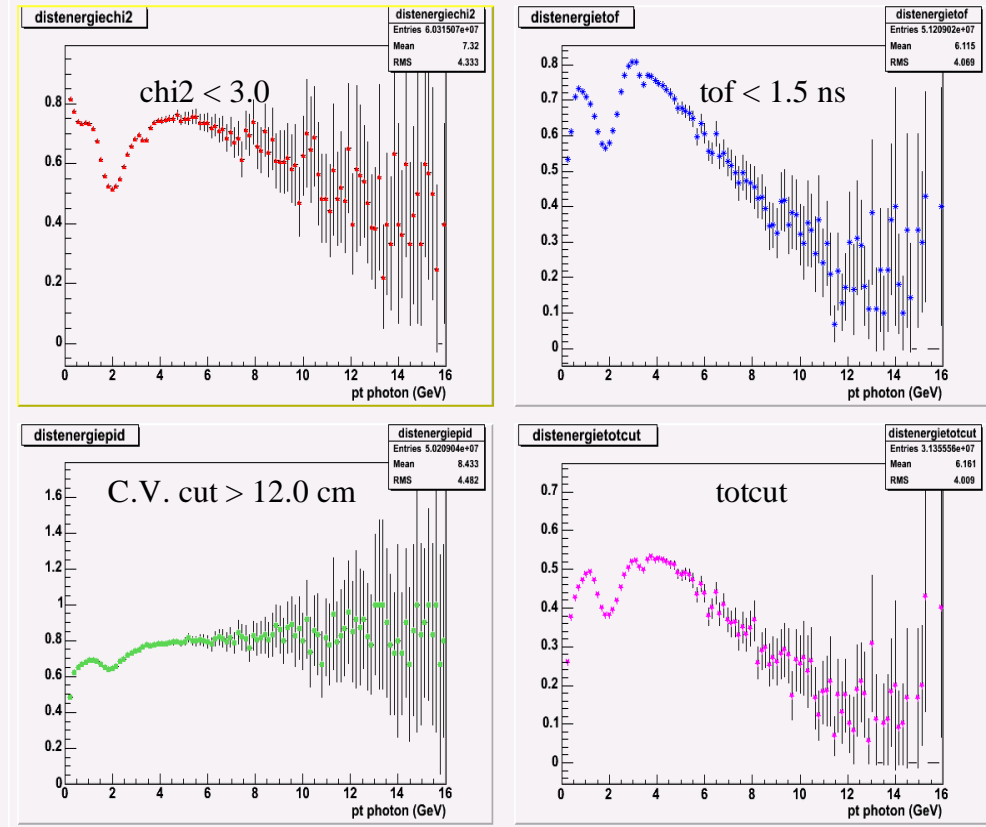 distenergiechi2
distenergiechi2
Entries 6.031507e+07
Mean 7.32
RMS 4.333
chi2 < 3.0
0.8
0.6
0.4
0.2
0
0 2 4 6 8 10 12 14 16
pt photon (GeV)
distenergietof
distenergietof
Entries 5.120902e+07
Mean 6.115
RMS 4.069
tof < 1.5 ns
0.8
0.7
0.6
0.5
0.4
0.3
0.2
0.1
0
0 2 4 6 8 10 12 14 16
pt photon (GeV)
distenergiepid
distenergiepid
Entries 5.020904e+07
Mean 8.433
RMS 4.482
C.V. cut > 12.0 cm
1.6
1.4
1.2
1
0.8
0.6
0.4
0.2
0
0 2 4 6 8 10 12 14 16
pt photon (GeV)
distenergietotcut
distenergietotcut
Entries 3.135556e+07
Mean 6.161
RMS 4.009
totcut
0.7
0.6
0.5
0.4
0.3
0.2
0.1
0
0 2 4 6 8 10 12 14 16
pt photon (GeV)